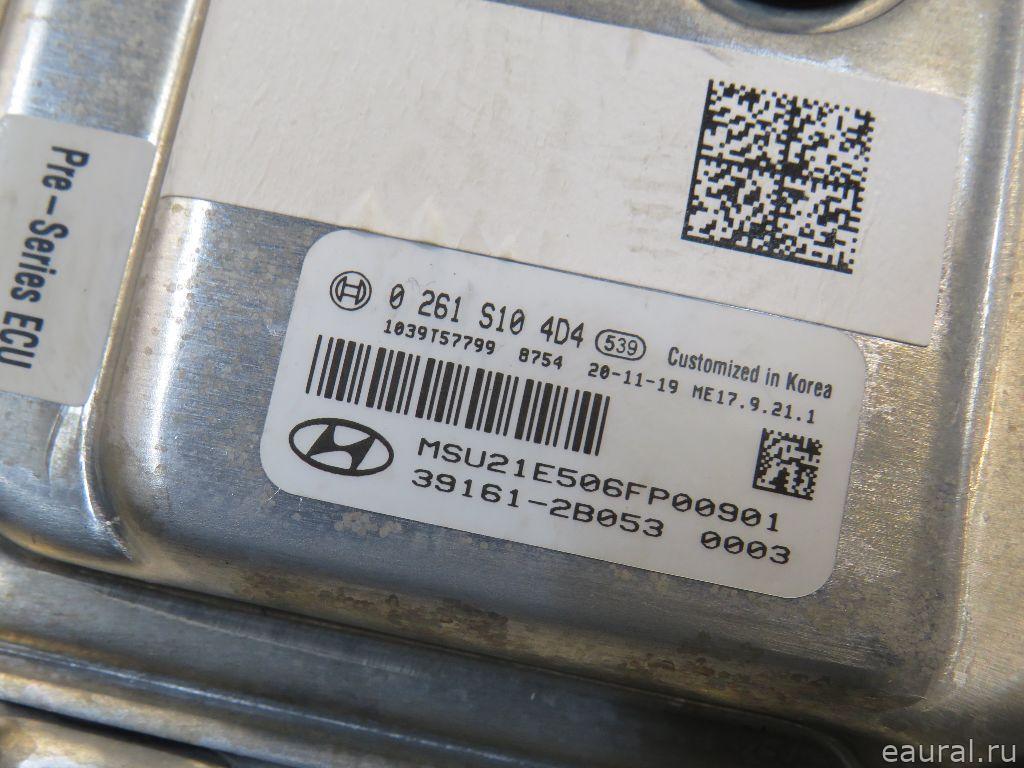 Pre-Series ECU
0 261 S10 4D4 539
Customized in Korea
1039T57799 8754 20-11-19 ME17.9.21.1
MSU21E506FP00901
39161-2B053 0003
eaural.ru